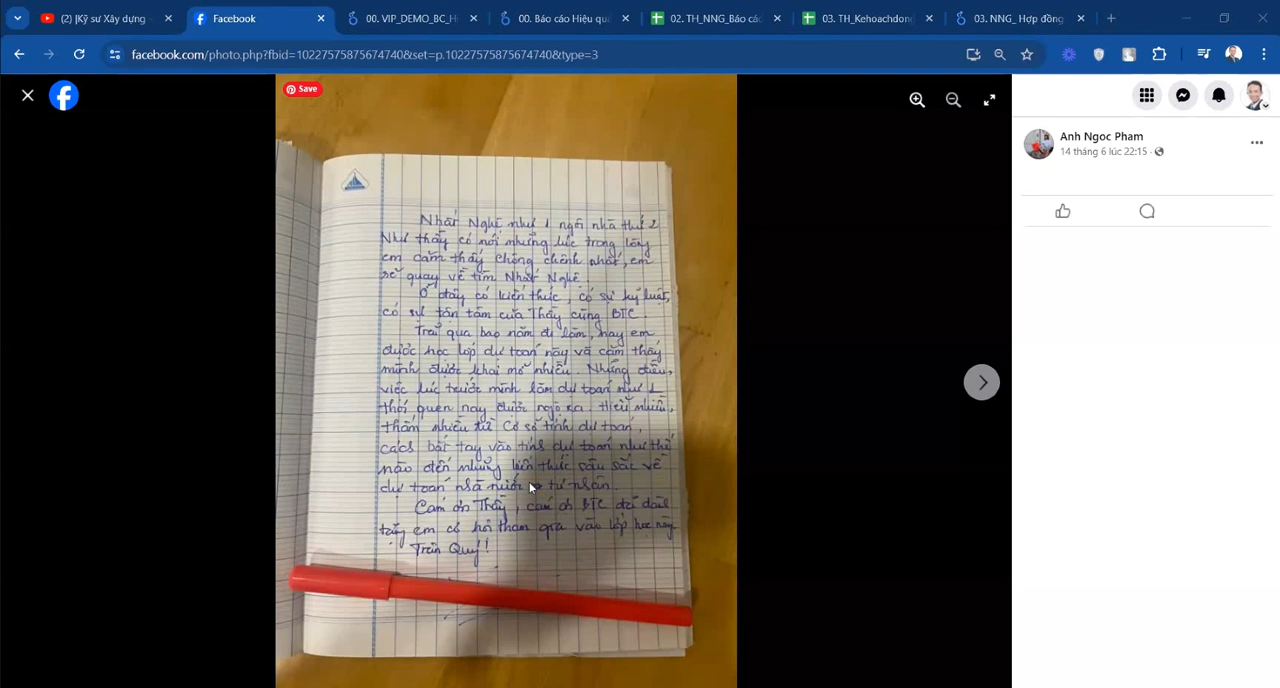 (2) [Kỹ sư Xây dựng -
Facebook
00. VIP_DEMO_BC_H
00. Báo cáo Hiệu qu
02. TH_NNG_Báo cá
03. TH_Kehoachdon
03. NNG_ Hợp đồng
facebook.com/photo.php?fbid=10227575875674740&set=p.10227575875674740&type=3
Save
Anh Ngoc Pham
14 tháng 6 lúc 22:15
Nhất Nghệ như 1 ngôi nhà thứ 2
Như thầy có nói những lúc trong lòng
em cảm thấy chông chênh nhất, em
sẽ quay về tìm Nhất Nghệ.
Ở đây có kiến thức, có sự kỷ luật,
có sự tận tâm của Thầy cùng BTC.
Trải qua bao năm đi làm, nay em
được học lớp dự toán này và cảm thấy
mình được khai mở nhiều. Những điều,
việc lúc trước mình làm dự toán như 1
thói quen nay được ngộ ra. Hiểu nhiều,
thấm nhiều từ cơ sở tính dự toán,
cách bắt tay vào tính dự toán như thế
nào đến những kiến thức sâu sắc về
dự toán nhà nước tư nhân.
Cám ơn Thầy, cám ơn BTC đã dành
tặng em cơ hội tham gia vào lớp học này
Trân Quý!